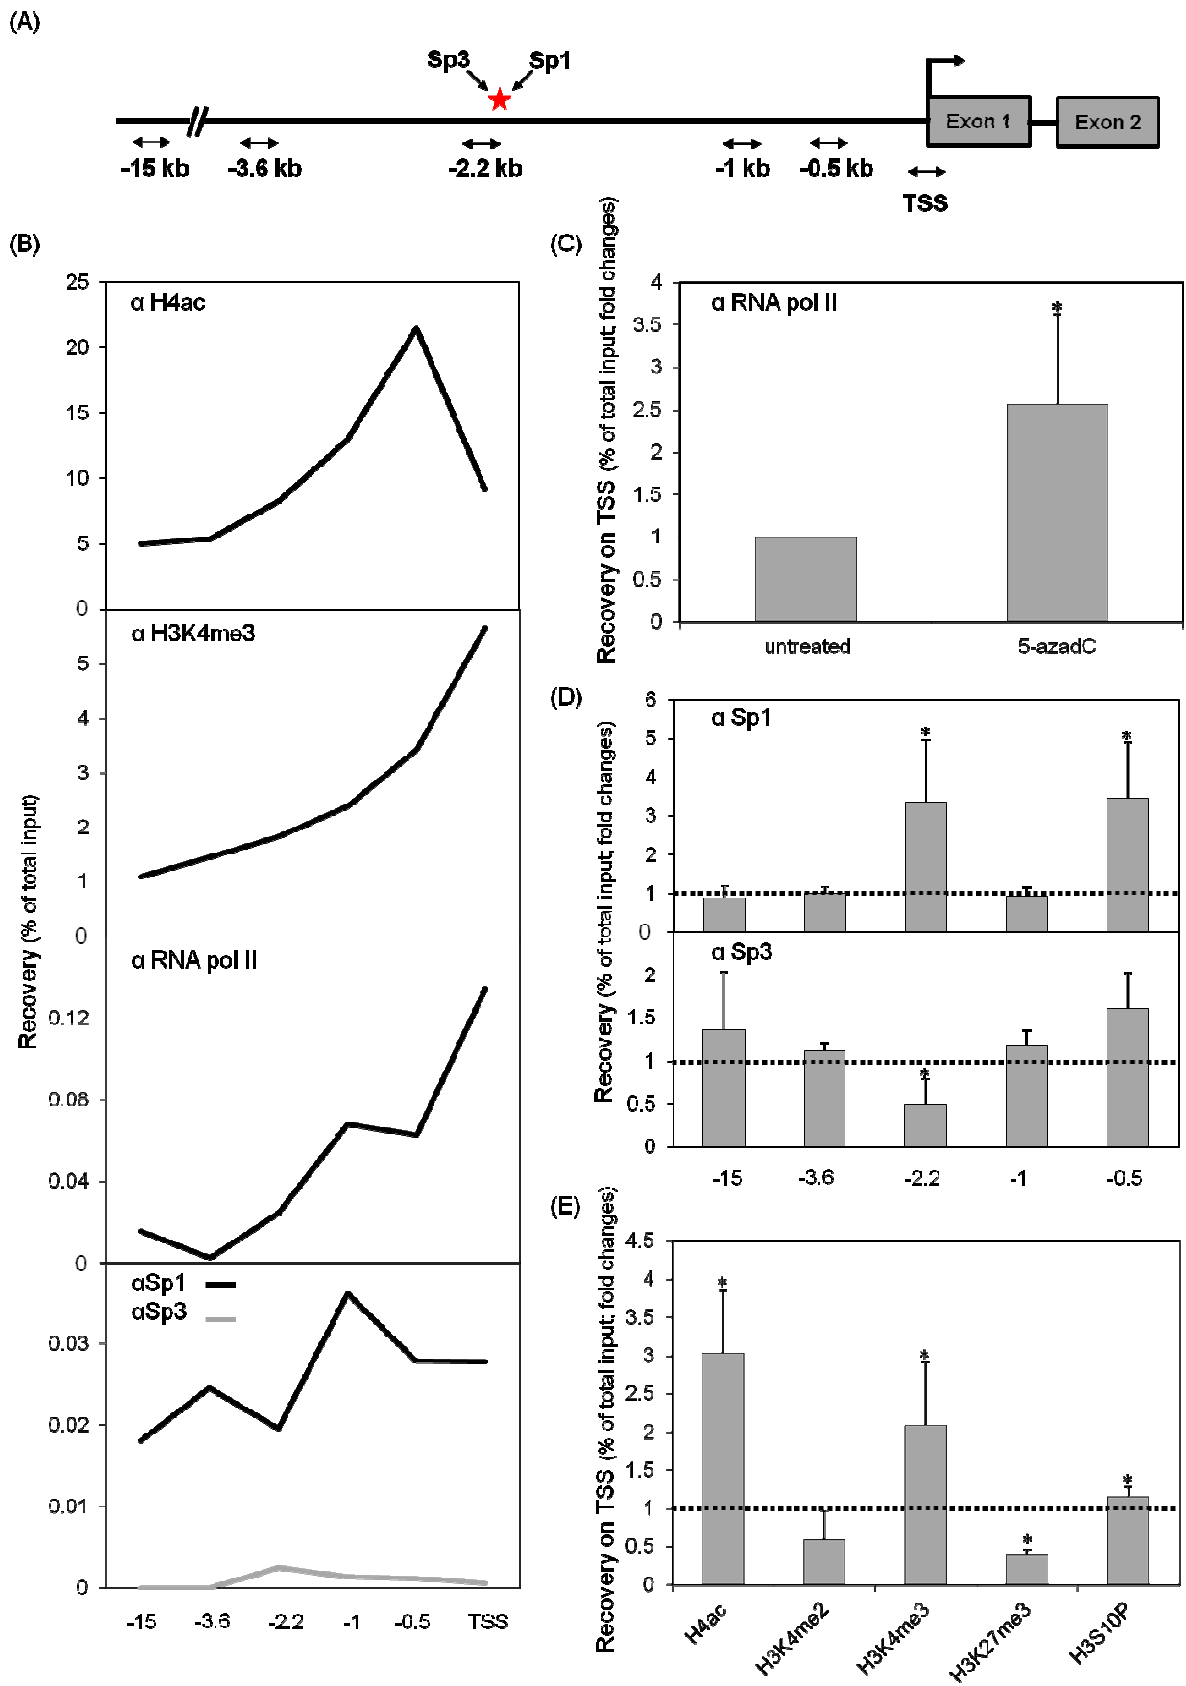 (A)
Sp3 Sp1
Exon 1 Exon 2
-15 kb -3.6 kb -2.2 kb -1 kb -0.5 kb
TSS
(B)
Recovery (% of total input)
α H4ac
25
20
15
10
5
0
α H3K4me3
5
4
3
2
1
0
α RNA pol II
0.12
0.08
0.04
0
αSp1
αSp3
0.03
0.02
0.01
0
-15 -3.6 -2.2 -1 -0.5 TSS
(C)
Recovery on TSS (% of total input; fold changes)
α RNA pol II
4
3.5
3
2.5
2
1.5
1
0.5
0
*
untreated 5-azadC
(D)
Recovery (% of total input; fold changes)
α Sp1
6
5
4
3
2
1
0
* *
α Sp3
2
1.5
1
0.5
0
*
-15 -3.6 -2.2 -1 -0.5
(E)
Recovery on TSS (% of total input; fold changes)
4.5
4
3.5
3
2.5
2
1.5
1
0.5
0
* * * *
H4ac H3K4me2 H3K4me3 H3K27me3 H3S10P